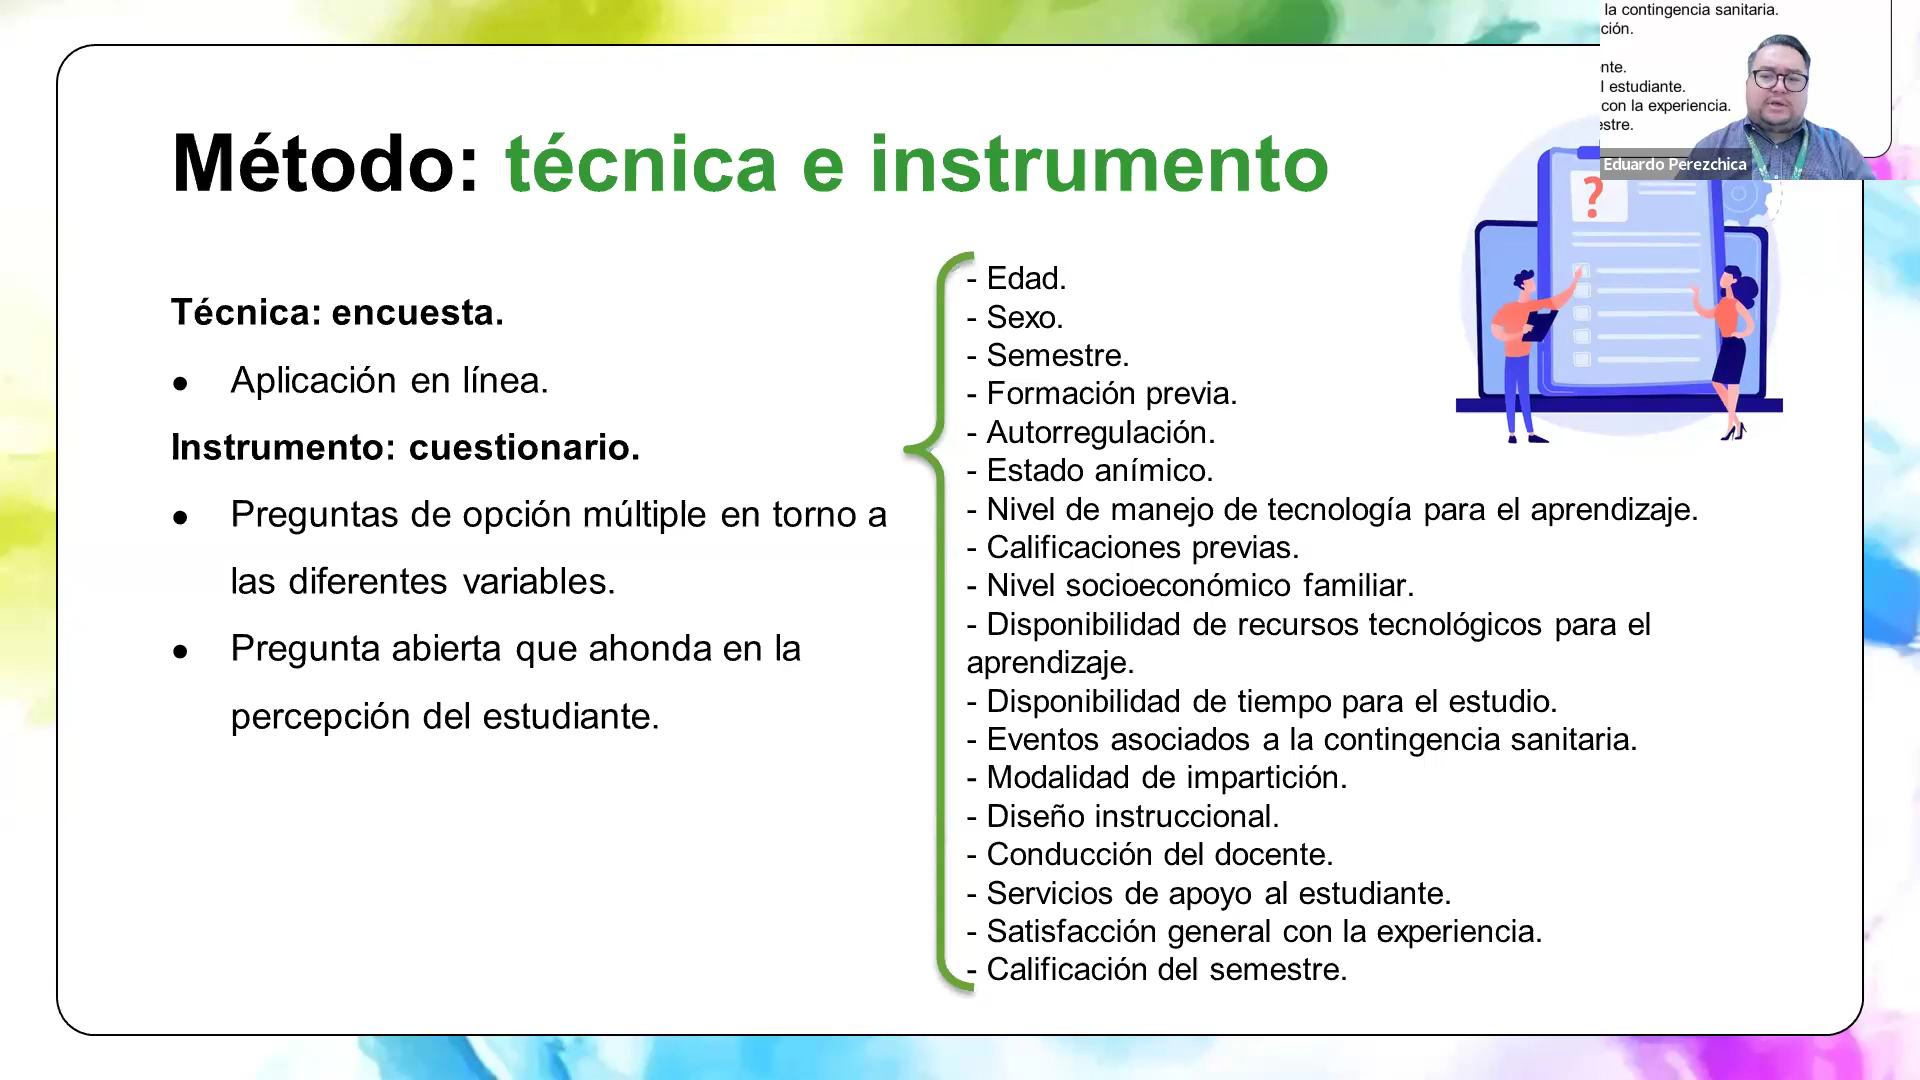 la contingencia sanitaria.
ción.
nte.
l estudiante.
con la experiencia.
estre.
Eduardo Perezchica
Método: técnica e instrumento
Técnica: encuesta.
● Aplicación en línea.
Instrumento: cuestionario.
● Preguntas de opción múltiple en torno a
las diferentes variables.
● Pregunta abierta que ahonda en la
percepción del estudiante.
- Edad.
- Sexo.
- Semestre.
- Formación previa.
- Autorregulación.
- Estado anímico.
- Nivel de manejo de tecnología para el aprendizaje.
- Calificaciones previas.
- Nivel socioeconómico familiar.
- Disponibilidad de recursos tecnológicos para el
aprendizaje.
- Disponibilidad de tiempo para el estudio.
- Eventos asociados a la contingencia sanitaria.
- Modalidad de impartición.
- Diseño instruccional.
- Conducción del docente.
- Servicios de apoyo al estudiante.
- Satisfacción general con la experiencia.
- Calificación del semestre.
?